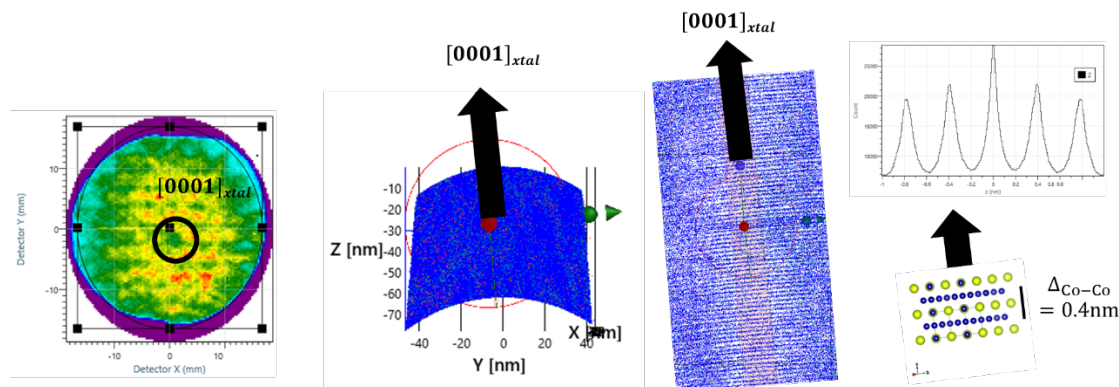 [0001]xtal
Detector Y (mm)
10
0
-10
-10
0
10
Detector X (mm)
[0001]xtal
Z [nm]
-10
-20
-30
-40
-50
-60
-70
-40
-20
0
20
40
Y [nm]
[0001]xtal
Count
25000
20000
15000
10000
z
-1
-0.8
-0.6
-0.4
-0.2
0
0.2
0.4
0.6
0.8
z (nm)
ΔCo−Co
= 0.4nm